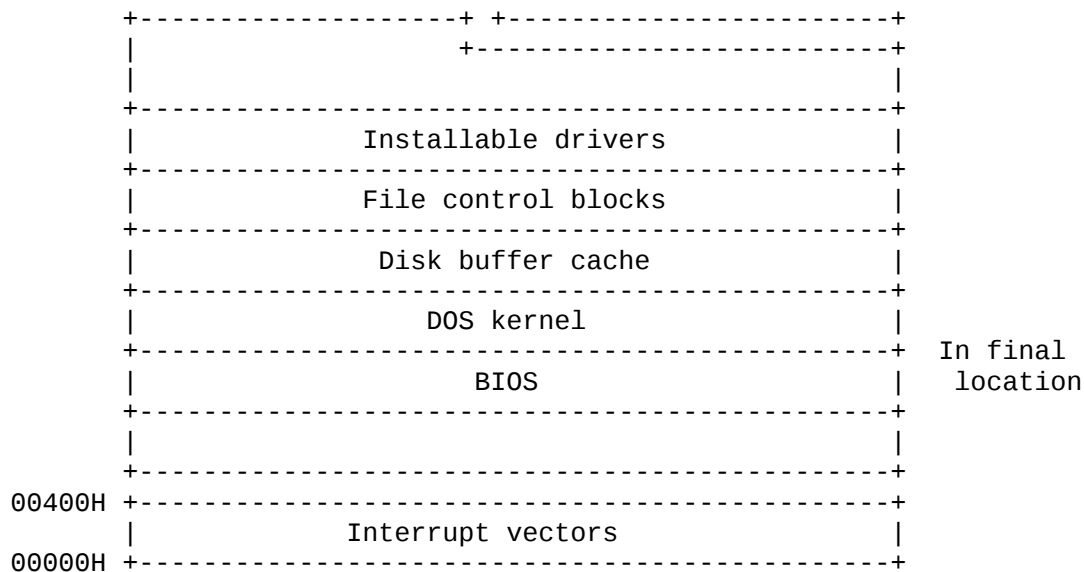 Installable drivers
File control blocks
Disk buffer cache
DOS kernel
In final
BIOS location
00400H
Interrupt vectors
00000H